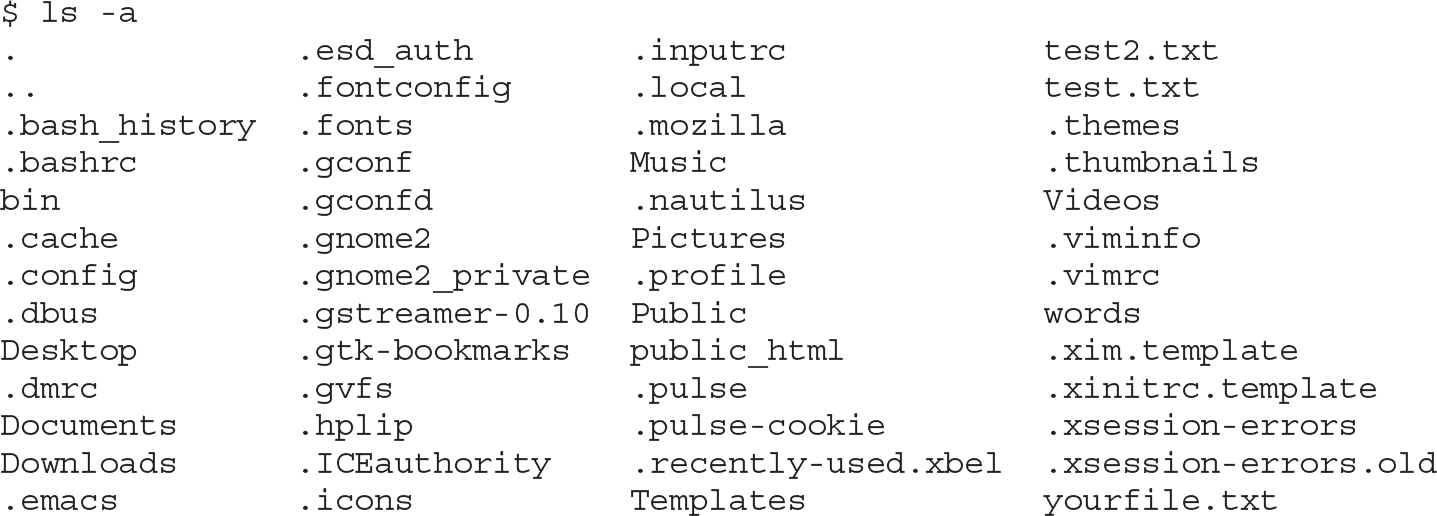 $ ls -a
. .esd_auth .inputrc test2.txt
.. .fontconfig .local test.txt
.bash_history .fonts .mozilla .themes
.bashrc .gconf Music .thumbnails
bin .gconfd .nautilus Videos
.cache .gnome2 Pictures .viminfo
.config .gnome2_private .profile .vimrc
.dbus .gstreamer-0.10 Public words
Desktop .gtk-bookmarks public_html .xim.template
.dmrc .gvfs .pulse .xinitrc.template
Documents .hplip .pulse-cookie .xsession-errors
Downloads .ICEauthority .recently-used.xbel .xsession-errors.old
.emacs .icons Templates yourfile.txt